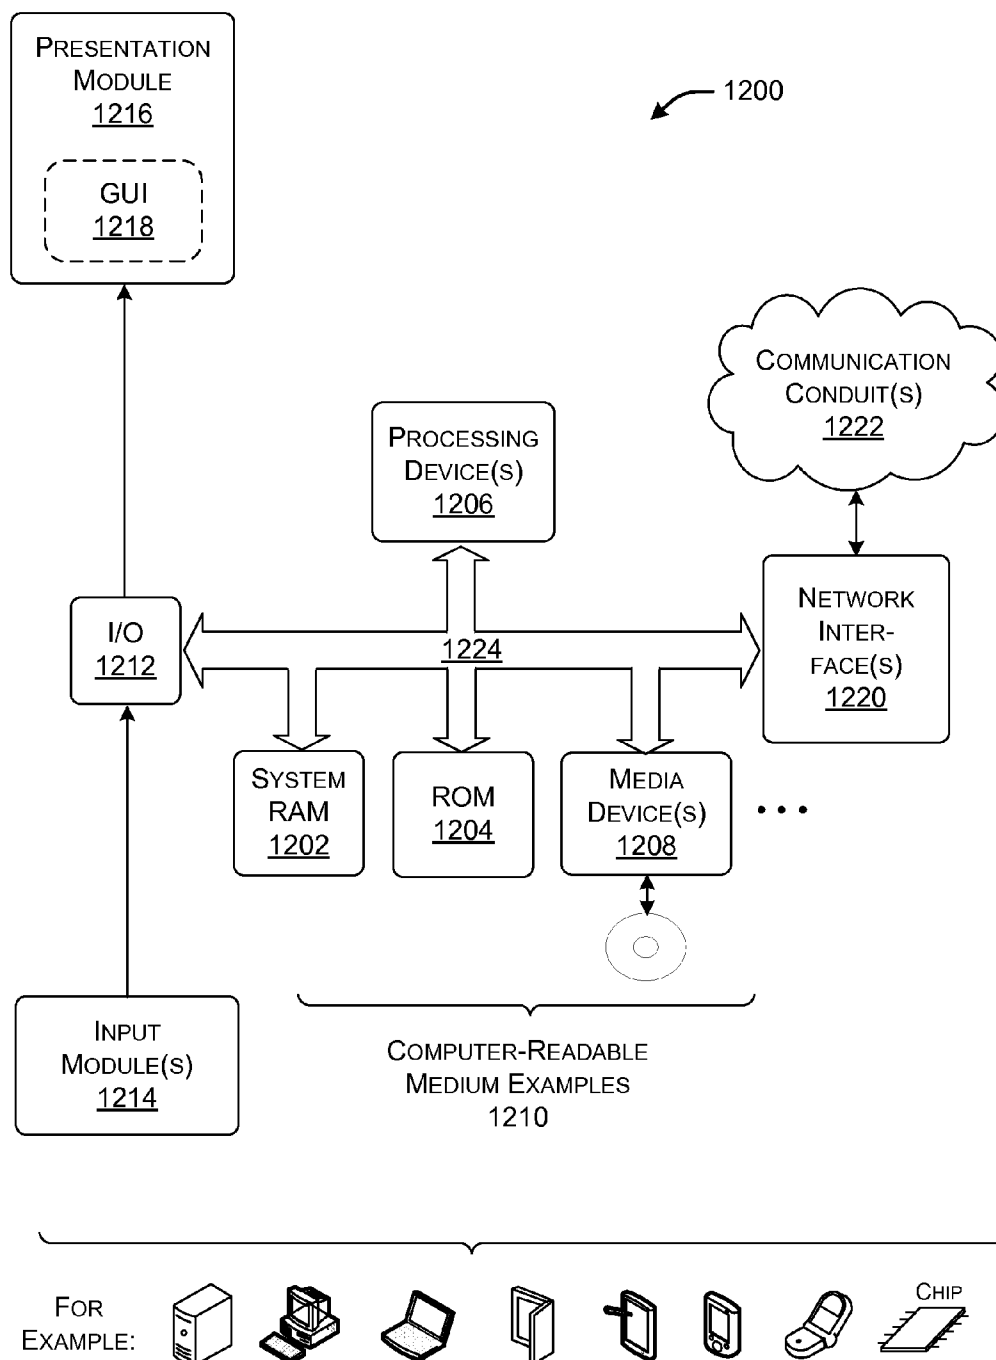 PRESENTATION
MODULE
1216
GUI
1218
1200
COMMUNICATION
CONDUIT(S)
1222
PROCESSING
DEVICE(S)
1206
I/O
1212
1224
NETWORK
INTER-
FACE(S)
1220
SYSTEM
RAM
1202
ROM
1204
MEDIA
DEVICE(S)
1208
• • •
INPUT
MODULE(S)
1214
COMPUTER-READABLE
MEDIUM EXAMPLES
1210
FOR
EXAMPLE:
CHIP